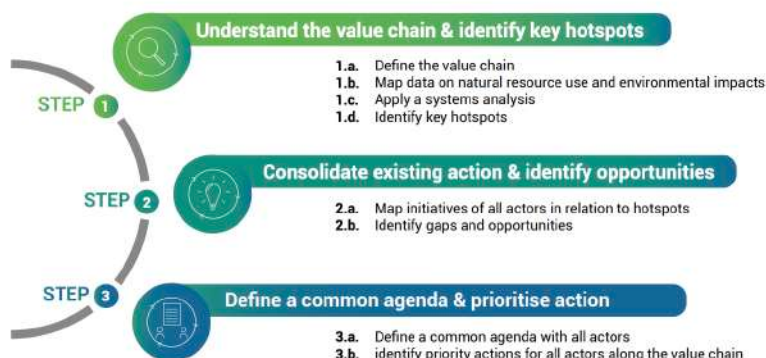 Understand the value chain & identify key hotspots
1.a. Define the value chain
1.b. Map data on natural resource use and environmental impacts
1.c. Apply a systems analysis
1.d. Identify key hotspots
STEP 1
Consolidate existing action & identify opportunities
STEP 2
2.a. Map initiatives of all actors in relation to hotspots
2.b. Identify gaps and opportunities
STEP 3
Define a common agenda & prioritise action
3.a. Define a common agenda with all actors
3.b. identify priority actions for all actors along the value chain